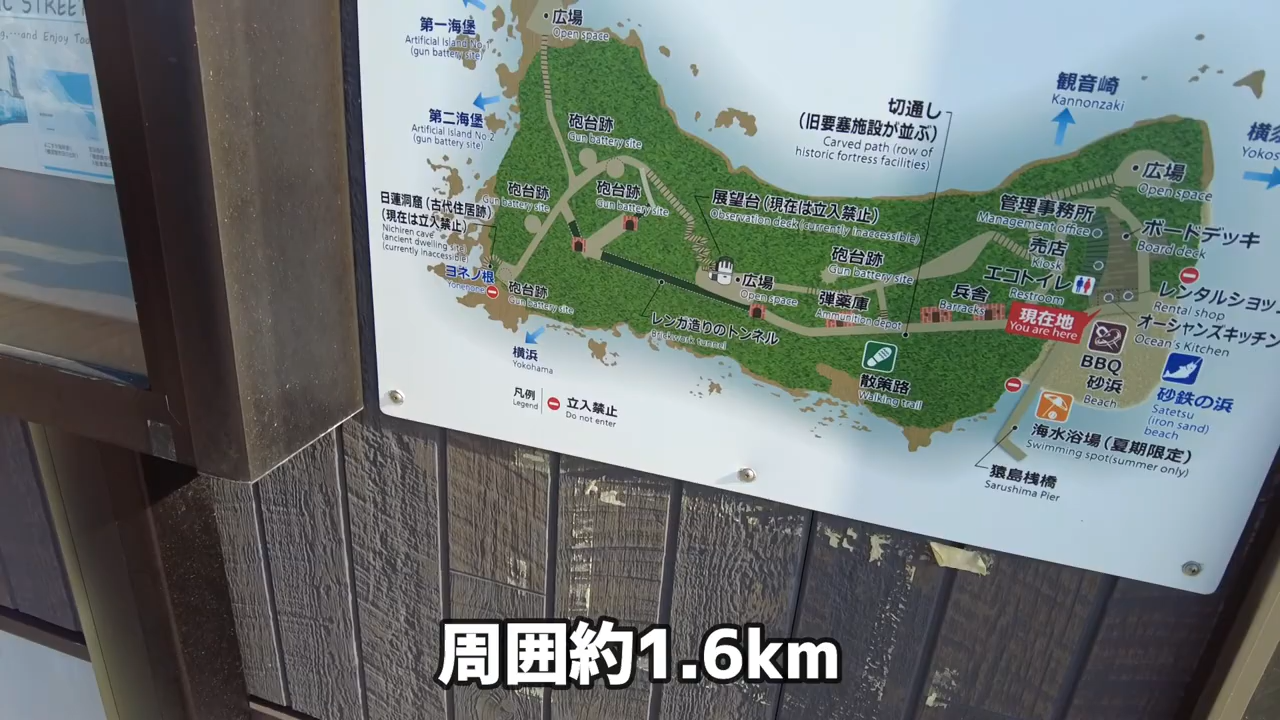 IC STREE
and Enjoy
第一海堡
Artificial Island No.1
(gun battery site)
広場
Open space
第二海堡
Artificial Island No.2
(gun battery site)
砲台跡
Gun battery site
砲台跡
Gun battery site
砲台跡
Gun battery site
日蓮洞窟(古代住居跡)
(現在は立入禁止)
Nichiren cave
(ancient dwelling site)
(currently inaccessible)
ヨネノ根
Yonenone
砲台跡
Gun battery site
横浜
Yokohama
凡例
Legend
立入禁止
Do not enter
切通し
(旧要塞施設が並ぶ)
Carved path (row of
historic fortress facilities)
展望台(現在は立入禁止)
Observation deck (currently inaccessible)
広場
Open space
レンガ造りのトンネル
Brickwork tunnel
砲台跡
Gun battery site
弾薬庫
Ammunition depot
兵舎
Barracks
散策路
Walking trail
観音崎
Kannonzaki
広場
Open space
管理事務所
Management office
売店
Kiosk
エコトイレ
Restroom
ボードデッキ
Board deck
レンタルショッ
Rental shop
オーシャンズキッチン
Ocean's Kitchen
現在地
You are here
BBQ
砂浜
Beach
砂鉄の浜
Satetsu
(iron sand)
beach
海水浴場(夏期限定)
Swimming spot(summer only)
猿島桟橋
Sarushima Pier
Yokos
周囲約1.6km